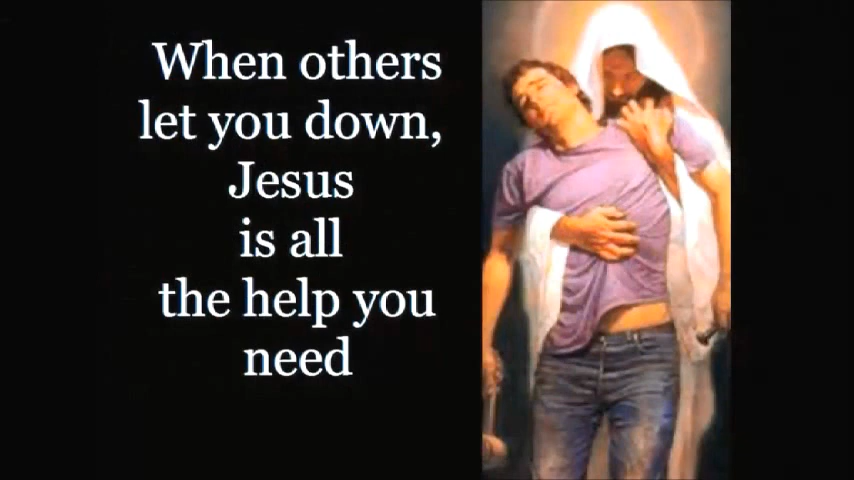 When others
let you down,
Jesus
is all
the help you
need